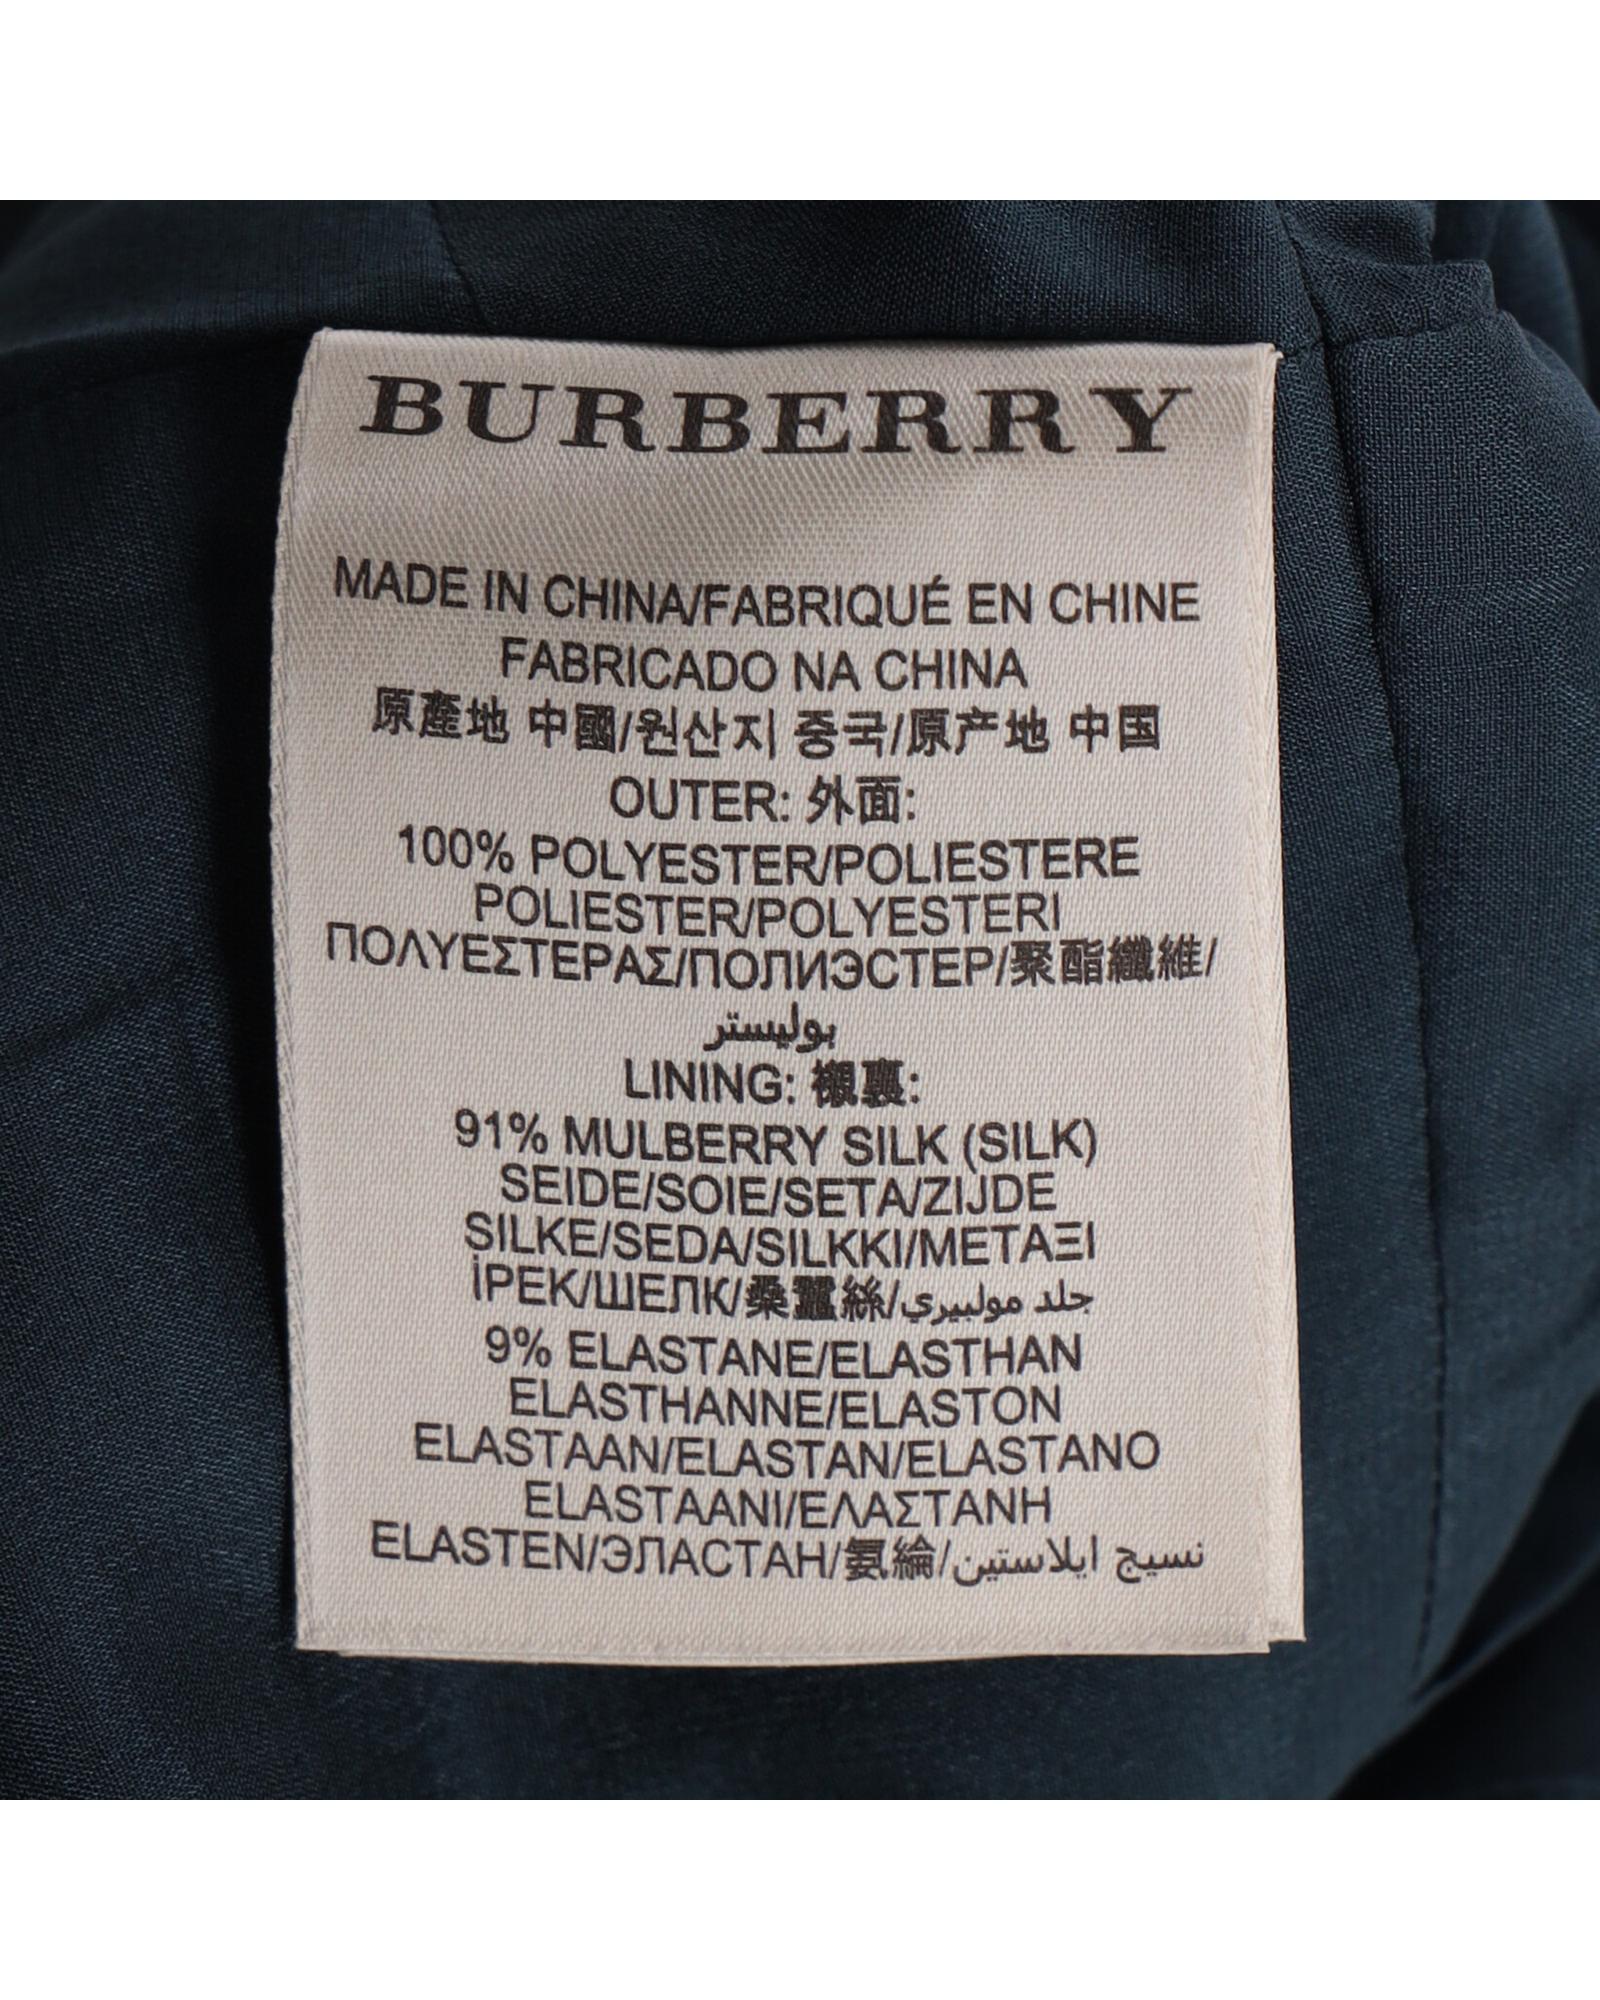 BURBERRY
MADE IN CHINA/FABRIQUÉ EN CHINE
FABRICADO NA CHINA
原產地 中國/원산지 중국/原产地 中国
OUTER: 外面:
100% POLYESTER/POLIESTERE
POLIESTER/POLYESTERI
ΠΟΛΥΕΣΤΕΡΑΣ/ПОЛИЭСТЕР/聚酯纖維/
بوليستر
LINING: 襯裏:
91% MULBERRY SILK (SILK)
SEIDE/SOIE/SETA/ZIJDE
SILKE/SEDA/SILKKI/ΜΕΤΑΞΙ
İPEK/ШЕЛК/桑蠶絲/جلد مولبيري
9% ELASTANE/ELASTHAN
ELASTHANNE/ELASTON
ELASTAAN/ELASTAN/ELASTANO
ELASTAANI/ΕΛΑΣΤΑΝΗ
ELASTEN/ЭЛАСТАН/氨綸/نسيج ايلاستين